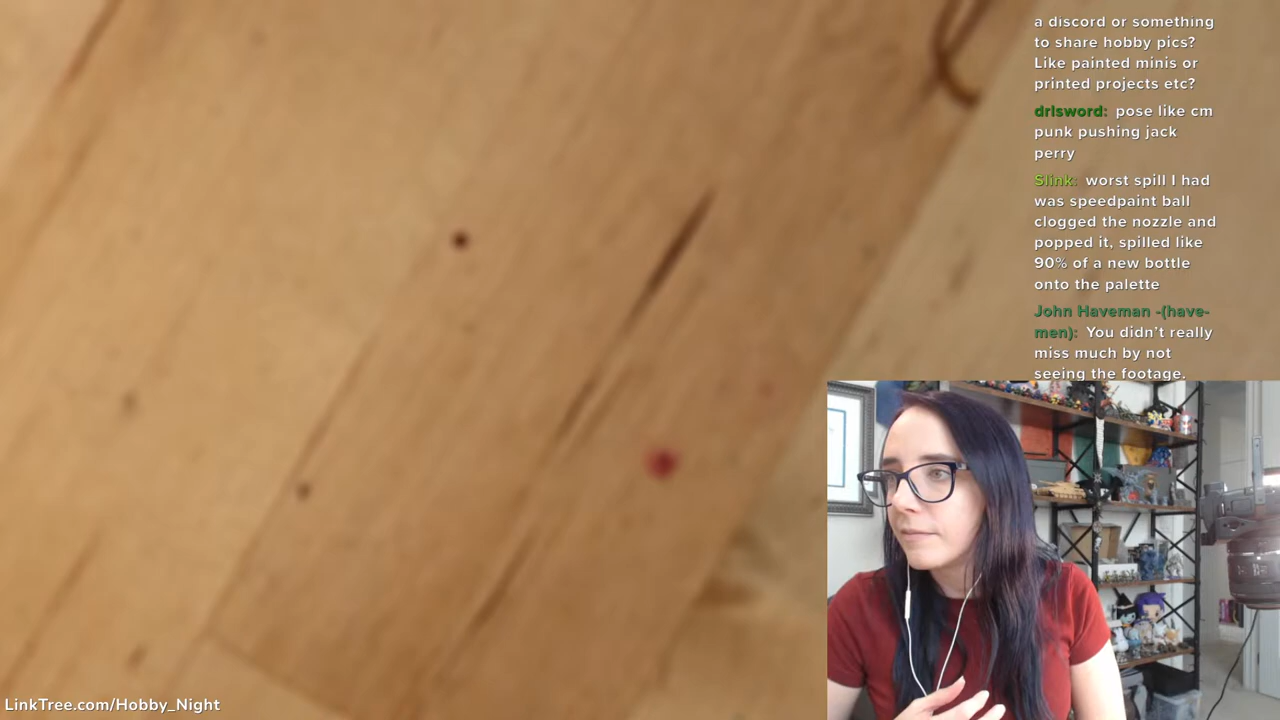 a discord or something
to share hobby pics?
Like painted minis or
printed projects etc?
drlsword: pose like cm
punk pushing jack
perry
Slink: worst spill I had
was speedpaint ball
clogged the nozzle and
popped it, spilled like
90% of a new bottle
onto the palette
John Haveman -(have-
men): You didn't really
miss much by not
seeing the footage.
LinkTree.com/Hobby_Night